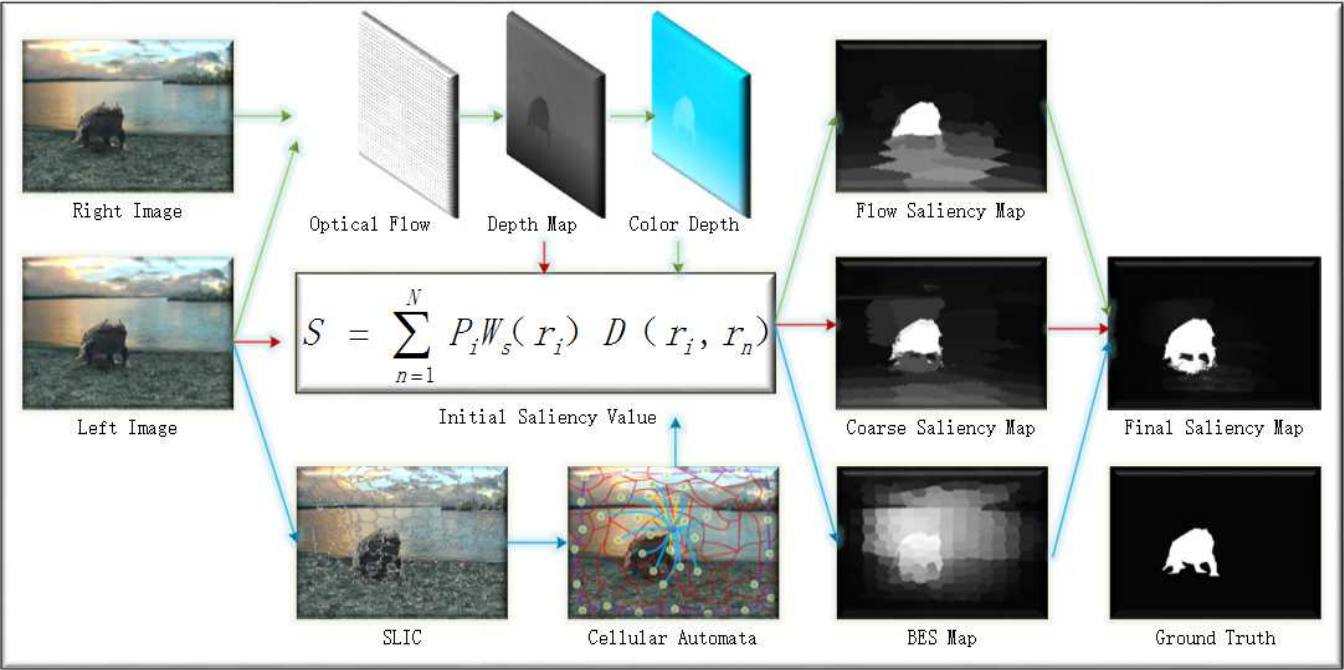 Right Image
Optical Flow
Depth Map
Color Depth
Flow Saliency Map
S = \sum_{n=1}^{N} P_i W_s(r_i) D(r_i, r_n)
Left Image
Initial Saliency Value
Coarse Saliency Map
Final Saliency Map
SLIC
Cellular Automata
BES Map
Ground Truth